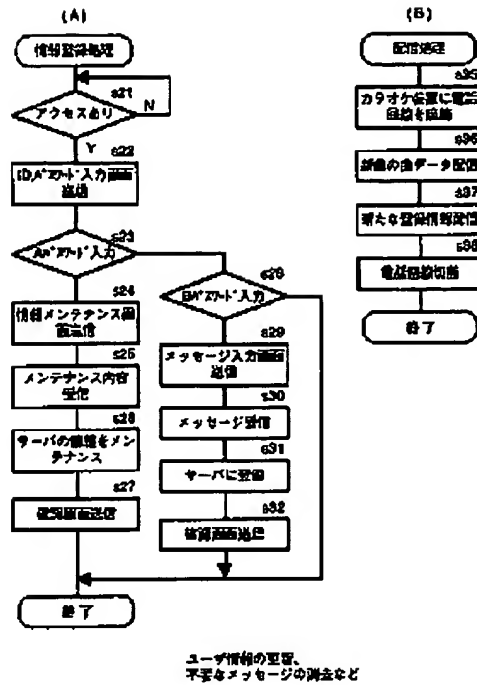 (A)
情報登録処理
s21
アクセスあり
N
Y
s22
ID,パスワード入力画面
送信
s23
Aパスワード入力
s24
情報メンテナンス画
面送信
s25
メンテナンス内容
受信
s26
サーバの情報をメン
テナンス
s27
確認画面送信
終了
s28
Bパスワード入力
s29
メッセージ入力画面
送信
s30
メッセージ受信
s31
サーバに登録
s32
確認画面送信
(B)
配信処理
s35
カラオケ装置に電話
回線を接続
s36
新譜の曲データ配信
s37
新たな登録情報配信
s38
電話回線切断
終了
ユーザ情報の更新、
不要なメッセージの消去など